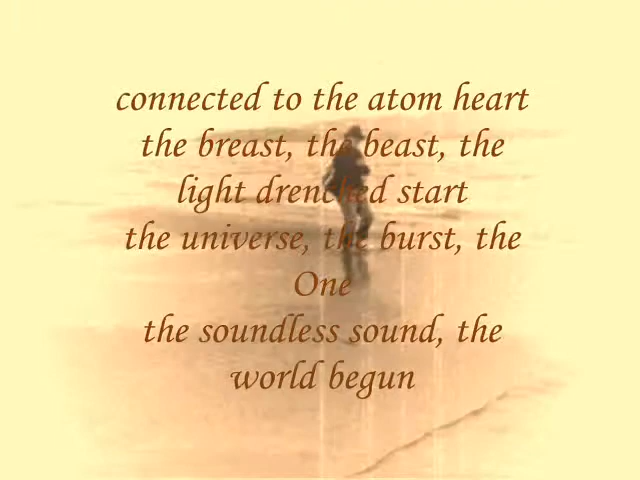 connected to the atom heart
the breast, the beast, the
light drenched start
the universe, the burst, the
One
the soundless sound, the
world begun